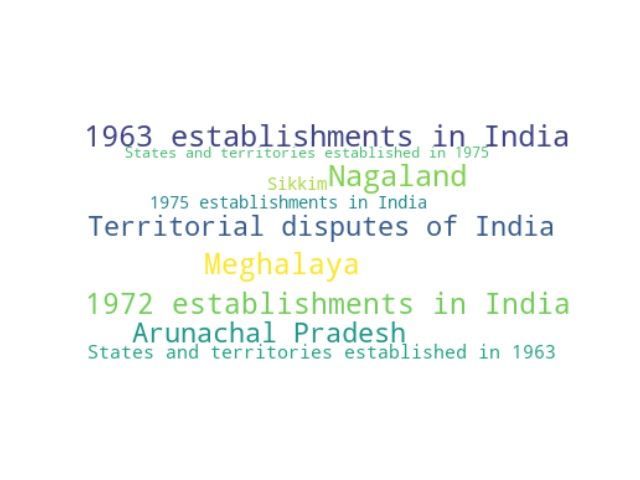 1963 establishments in India
States and territories established in 1975
Sikkim Nagaland
1975 establishments in India
Territorial disputes of India
Meghalaya
1972 establishments in India
Arunachal Pradesh
States and territories established in 1963